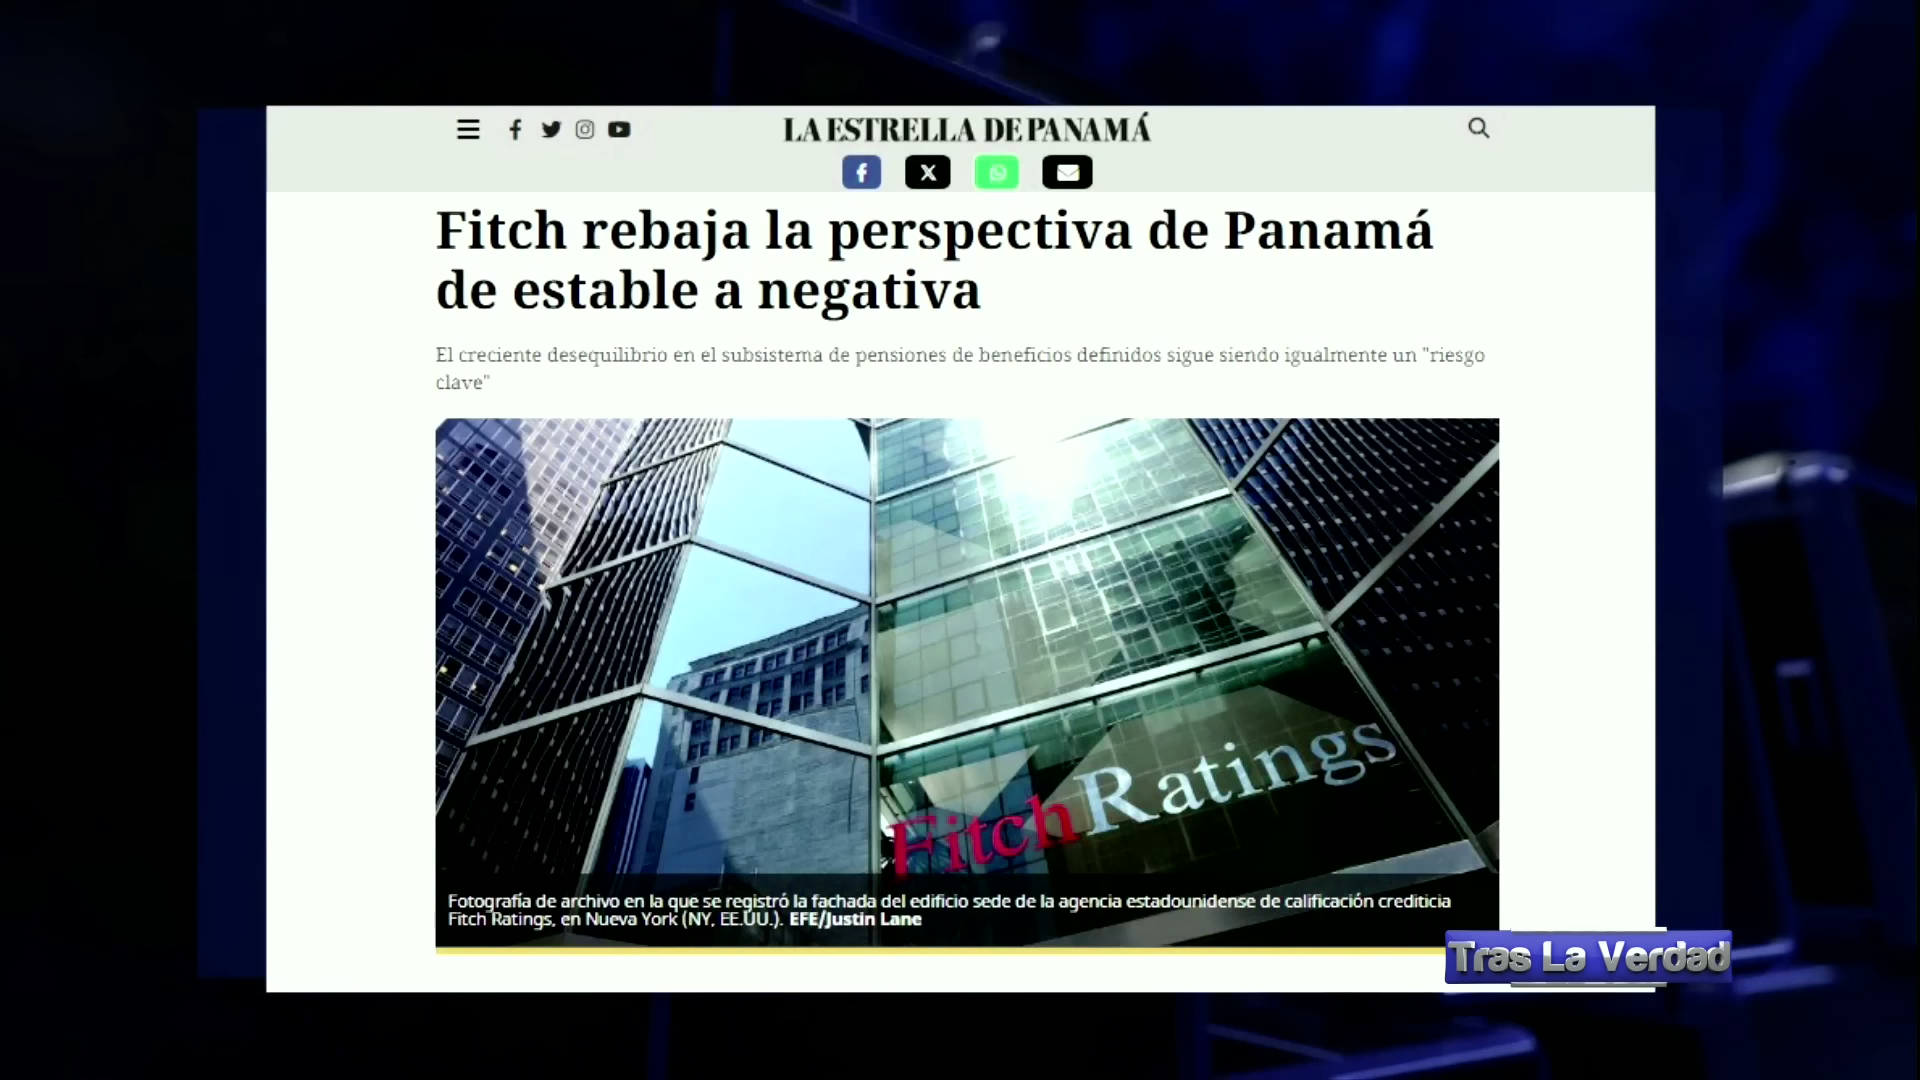 LA ESTRELLA DE PANAMÁ
Fitch rebaja la perspectiva de Panamá
de estable a negativa
El creciente desequilibrio en el subsistema de pensiones de beneficios definidos sigue siendo igualmente un "riesgo
clave"
FitchRatings
Fotografía de archivo en la que se registró la fachada del edificio sede de la agencia estadounidense de calificación crediticia
Fitch Ratings, en Nueva York (NY, EE.UU.). EFE/Justin Lane
Tras La Verdad